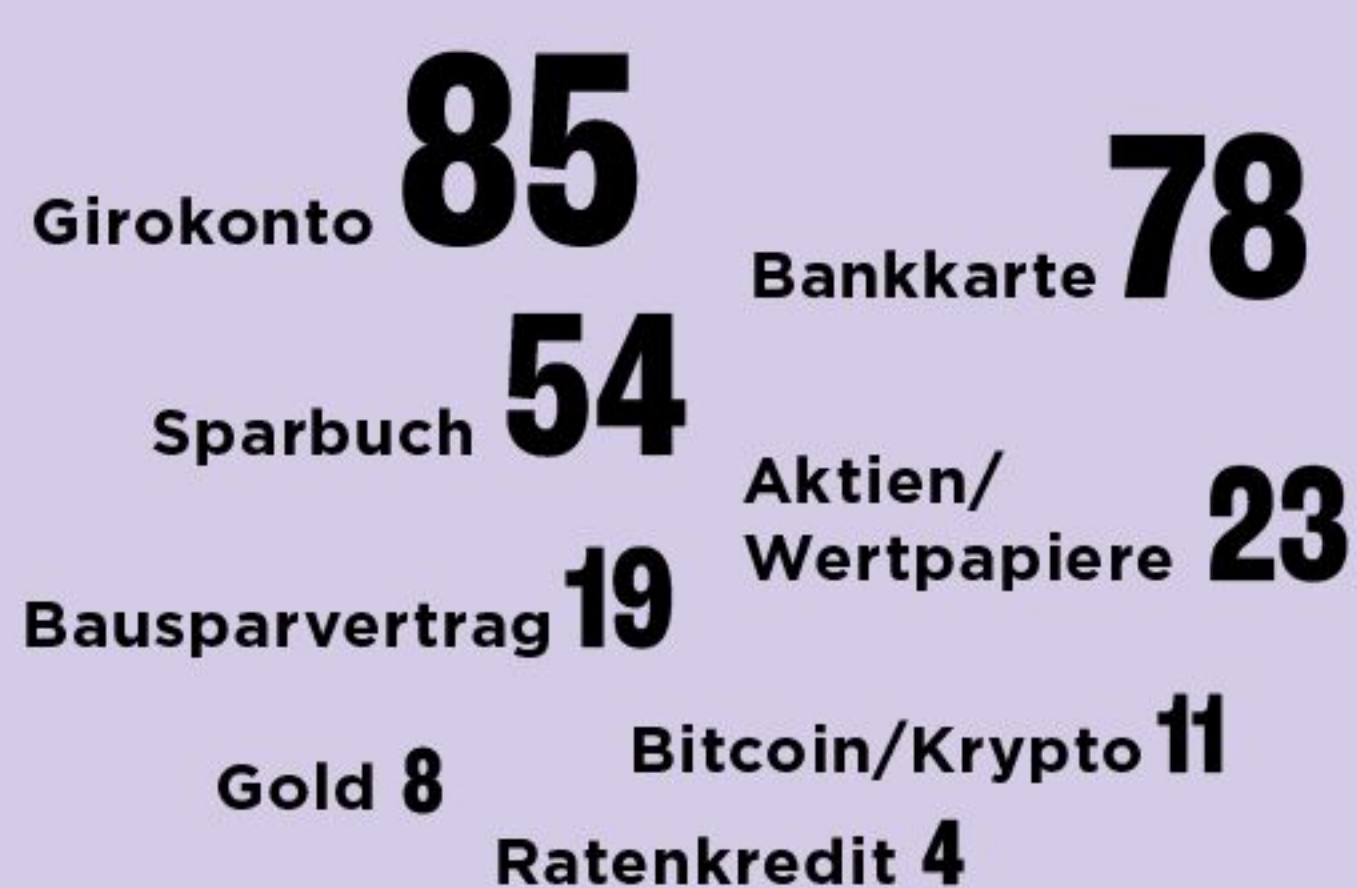 Girokonto 85
Bankkarte 78
Sparbuch 54
Aktien/
Wertpapiere 23
Bausparvertrag 19
Bitcoin/Krypto 11
Gold 8
Ratenkredit 4